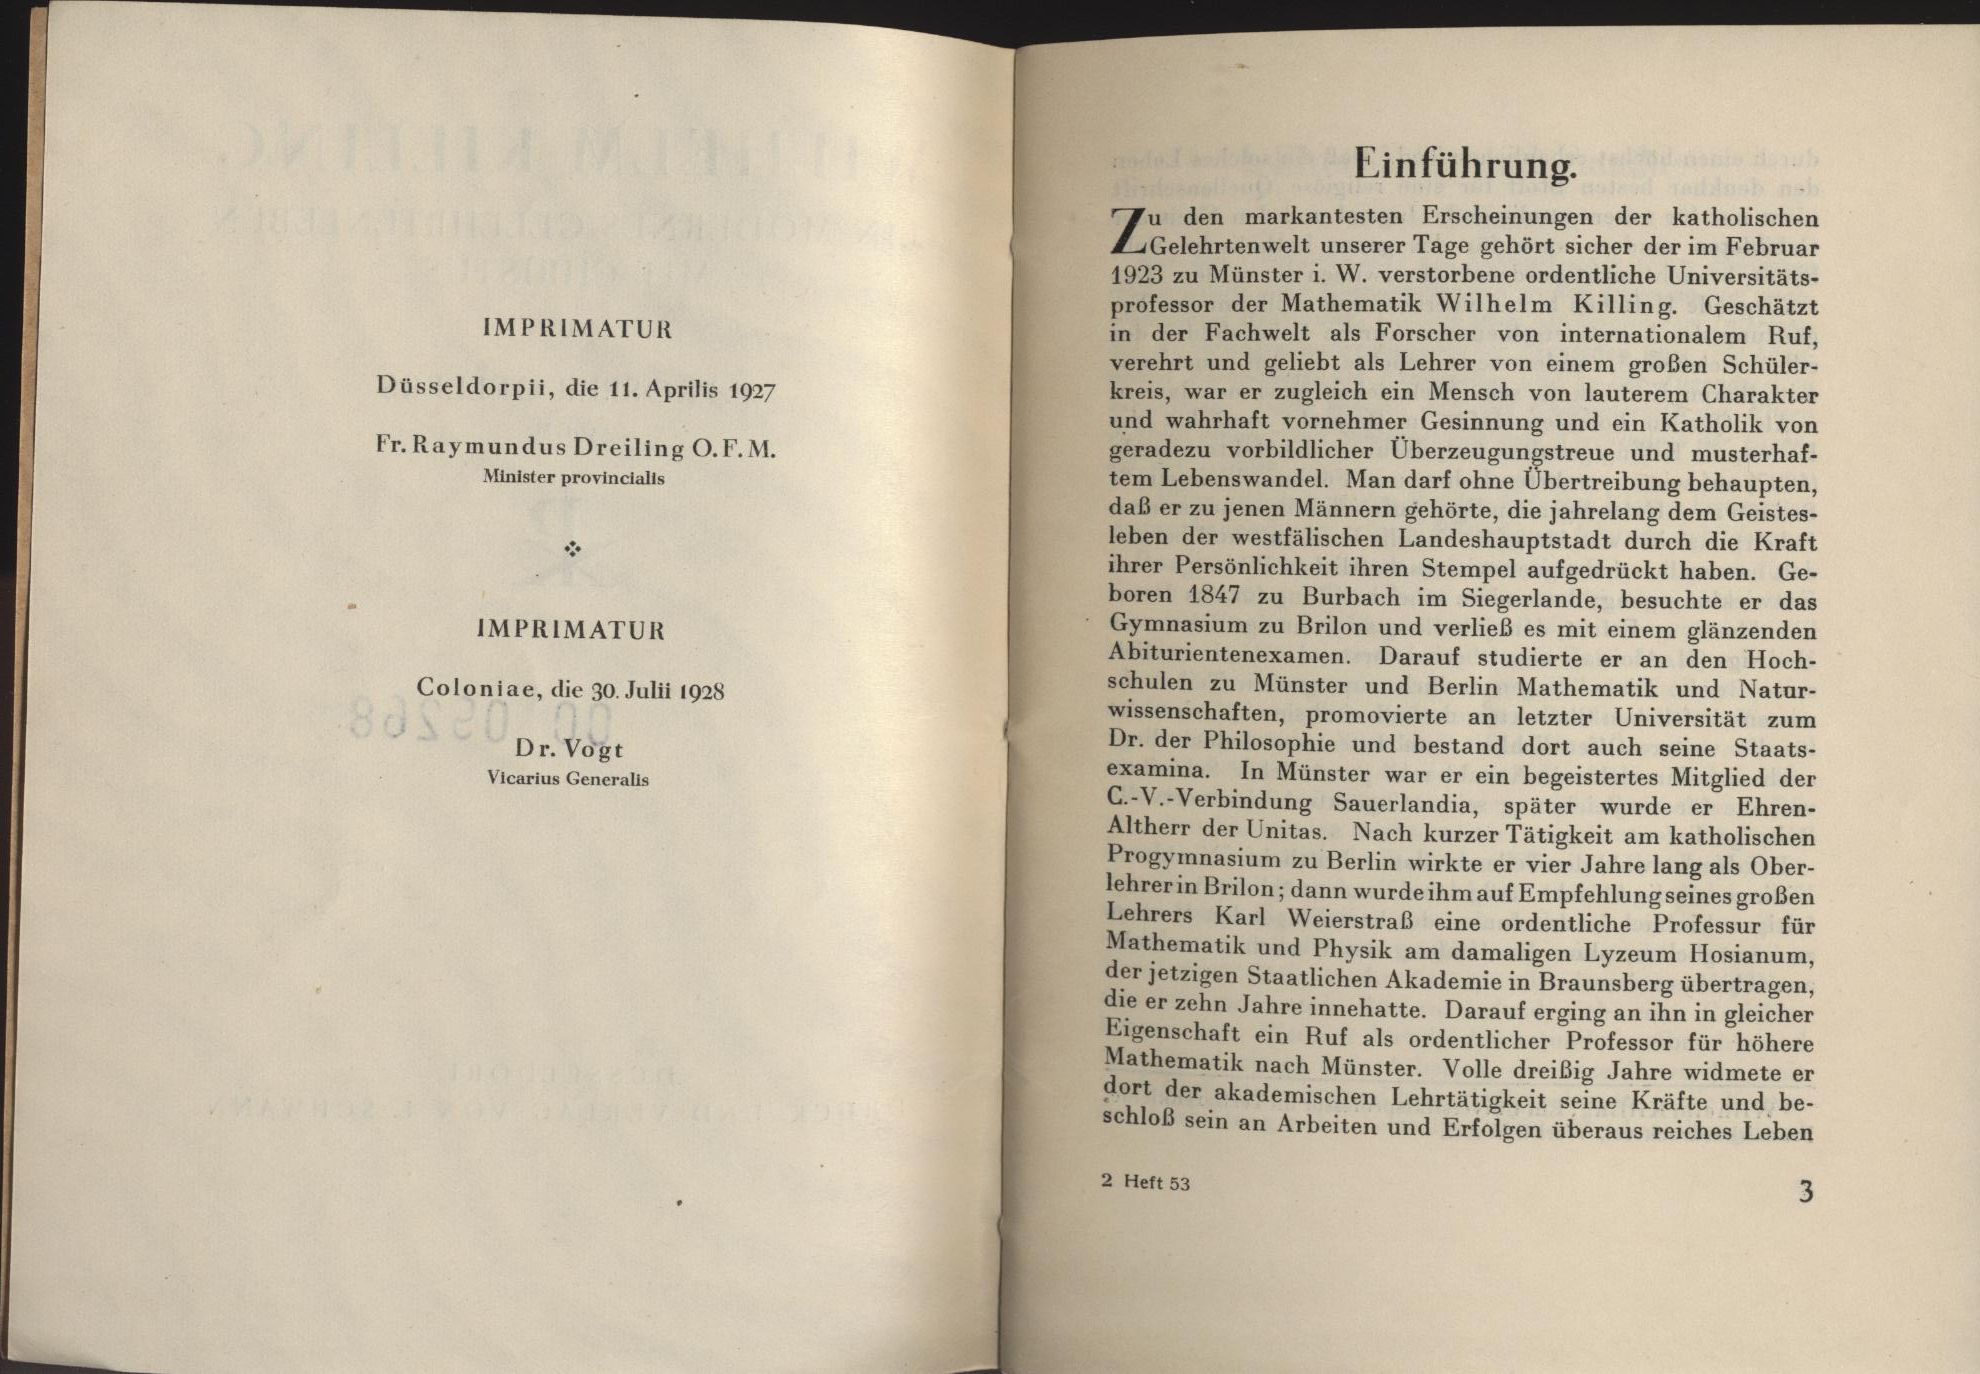 IMPRIMATUR
Düsseldorpii, die 11. Aprilis 1927
Fr. Raymundus Dreiling O.F.M.
Minister provincialis
IMPRIMATUR
Coloniae, die 30. Julii 1928
Dr. Vogt
Vicarius Generalis
Einführung.
Zu den markantesten Erscheinungen der katholischen
Gelehrtenwelt unserer Tage gehört sicher der im Februar
1923 zu Münster i. W. verstorbene ordentliche Universitäts-
professor der Mathematik Wilhelm Killing. Geschätzt
in der Fachwelt als Forscher von internationalem Ruf,
verehrt und geliebt als Lehrer von einem großen Schüler-
kreis, war er zugleich ein Mensch von lauterem Charakter
und wahrhaft vornehmer Gesinnung und ein Katholik von
geradezu vorbildlicher Überzeugungstreue und musterhaf-
tem Lebenswandel. Man darf ohne Übertreibung behaupten,
daß er zu jenen Männern gehörte, die jahrelang dem Geistes-
leben der westfälischen Landeshauptstadt durch die Kraft
ihrer Persönlichkeit ihren Stempel aufgedrückt haben. Ge-
boren 1847 zu Burbach im Siegerlande, besuchte er das
Gymnasium zu Brilon und verließ es mit einem glänzenden
Abiturientenexamen. Darauf studierte er an den Hoch-
schulen zu Münster und Berlin Mathematik und Natur-
wissenschaften, promovierte an letzter Universität zum
Dr. der Philosophie und bestand dort auch seine Staats-
examina. In Münster war er ein begeistertes Mitglied der
C.-V.-Verbindung Sauerlandia, später wurde er Ehren-
Altherr der Unitas. Nach kurzer Tätigkeit am katholischen
Progymnasium zu Berlin wirkte er vier Jahre lang als Ober-
lehrer in Brilon; dann wurde ihm auf Empfehlung seines großen
Lehrers Karl Weierstraß eine ordentliche Professur für
Mathematik und Physik am damaligen Lyzeum Hosianum,
der jetzigen Staatlichen Akademie in Braunsberg übertragen,
die er zehn Jahre innehatte. Darauf erging an ihn in gleicher
Eigenschaft ein Ruf als ordentlicher Professor für höhere
Mathematik nach Münster. Volle dreißig Jahre widmete er
dort der akademischen Lehrtätigkeit seine Kräfte und be-
schloß sein an Arbeiten und Erfolgen überaus reiches Leben
2 Heft 53
3